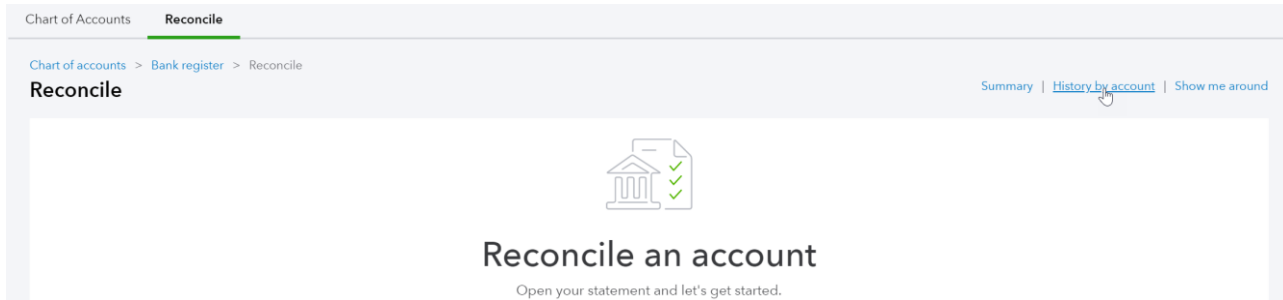 Chart of Accounts Reconcile
Chart of accounts > Bank register > Reconcile
Reconcile
Summary | History by account | Show me around
Reconcile an account
Open your statement and let's get started.